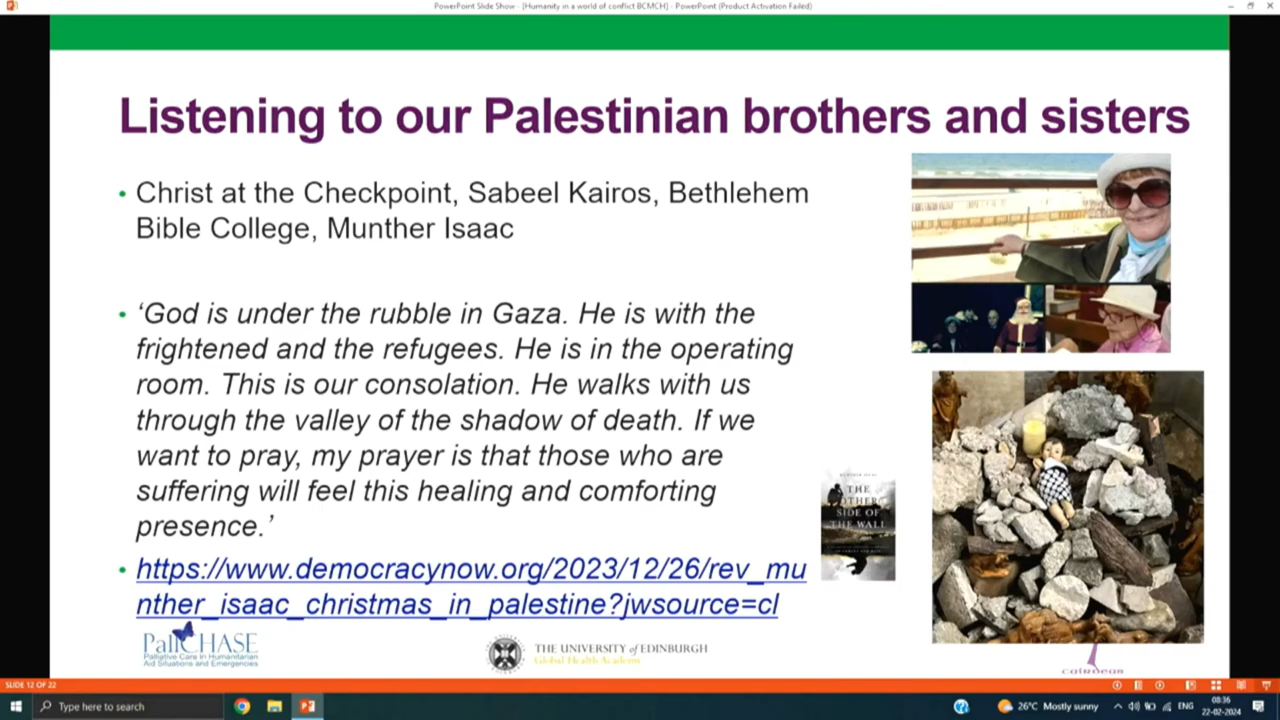 PowerPoint Slide Show - [Humanity in a world of conflict BCMCH] - PowerPoint (Product Activation Failed)
Listening to our Palestinian brothers and sisters
• Christ at the Checkpoint, Sabeel Kairos, Bethlehem
Bible College, Munther Isaac
• ‘God is under the rubble in Gaza. He is with the
frightened and the refugees. He is in the operating
room. This is our consolation. He walks with us
through the valley of the shadow of death. If we
want to pray, my prayer is that those who are
suffering will feel this healing and comforting
presence.’
• https://www.democracynow.org/2023/12/26/rev_mu
nther_isaac_christmas_in_palestine?jwsource=cl
THE
OTHER
SIDE OF
THE WALL
PallCHASE
Palliative Care in Humanitarian
Aid Situations and Emergencies
THE UNIVERSITY of EDINBURGH
Global Health Academy
cairdeas
SLIDE 12 OF 22
Type here to search
26°C Mostly sunny
ENG
08:36
22-02-2024